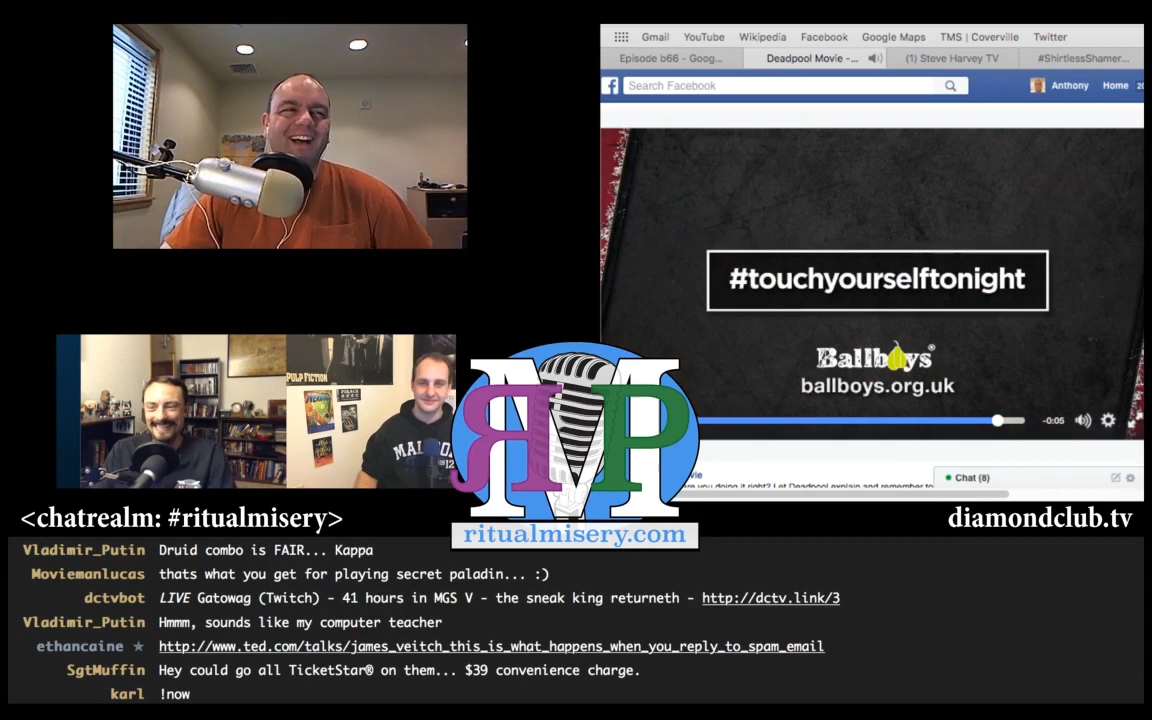 Gmail YouTube Wikipedia Facebook Google Maps TMS | Coverville Twitter
Episode b66 - Goog... Deadpool Movie -... (1) Steve Harvey TV #ShirtlessShamer...
f Search Facebook Anthony Home 20
#touchyourselftonight
Ballboys®
ballboys.org.uk
-0:05
Chat (8)
PULP FICTION
MAL
12
RMP
ritualmisery.com
<chatrealm: #ritualmisery>
diamondclub.tv
Vladimir_Putin Druid combo is FAIR... Kappa
Moviemanlucas thats what you get for playing secret paladin... :)
dctvbot LIVE Gatowag (Twitch) - 41 hours in MGS V - the sneak king returneth - http://dctv.link/3
Vladimir_Putin Hmmm, sounds like my computer teacher
ethancaine ★ http://www.ted.com/talks/james_veitch_this_is_what_happens_when_you_reply_to_spam_email
SgtMuffin Hey could go all TicketStar® on them... $39 convenience charge.
karl !now